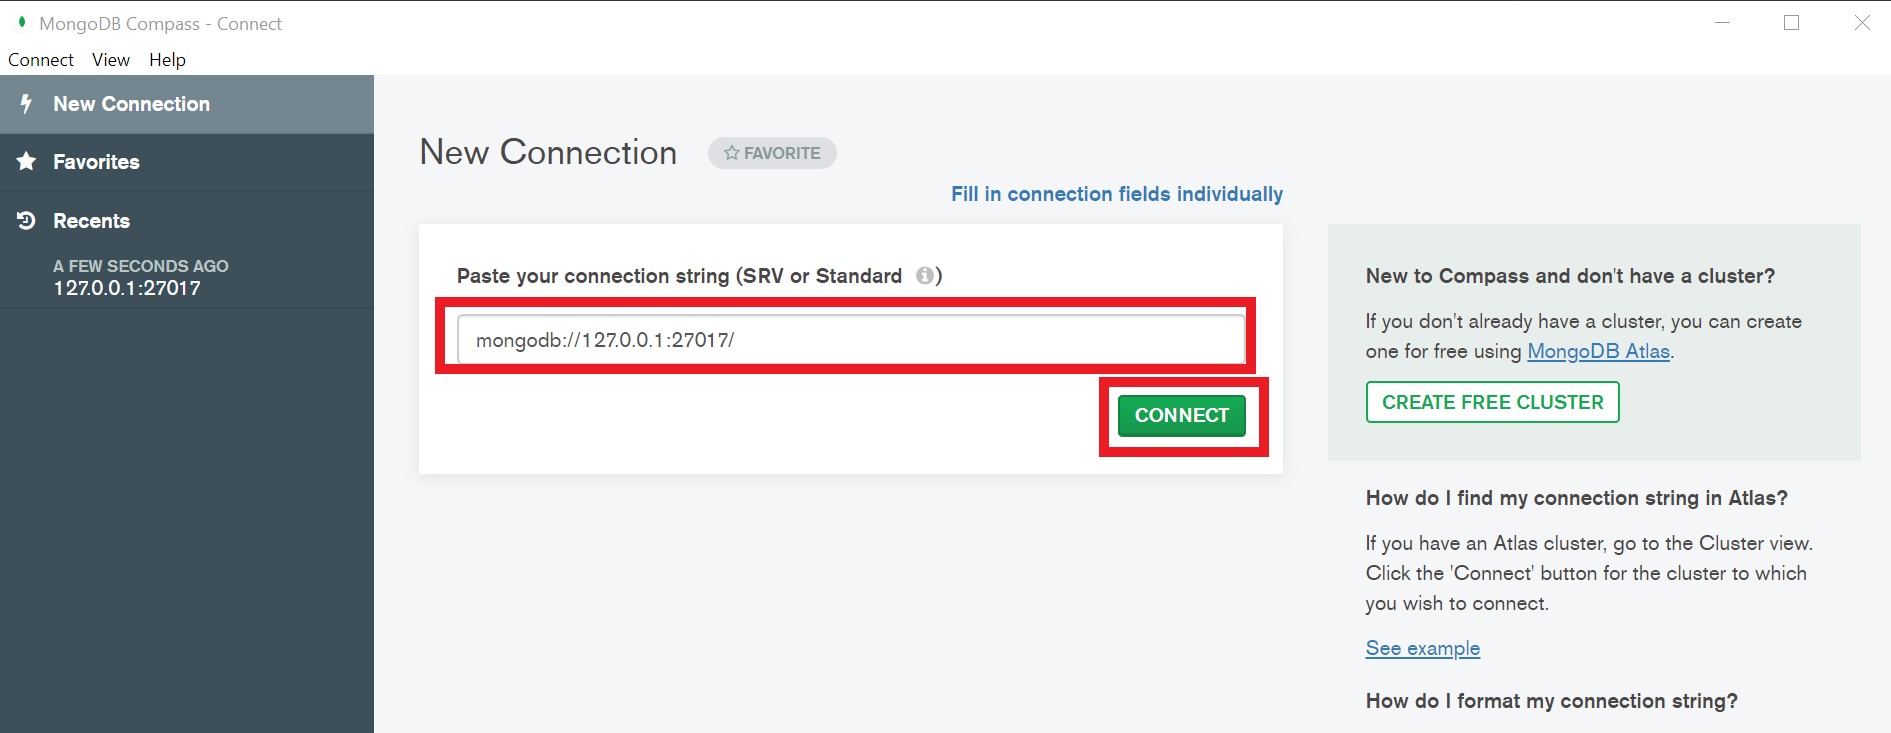 MongoDB Compass - Connect
Connect View Help
New Connection
Favorites
Recents
A FEW SECONDS AGO
127.0.0.1:27017
New Connection
FAVORITE
Fill in connection fields individually
Paste your connection string (SRV or Standard )
mongodb://127.0.0.1:27017/
CONNECT
New to Compass and don't have a cluster?
If you don't already have a cluster, you can create
one for free using MongoDB Atlas.
CREATE FREE CLUSTER
How do I find my connection string in Atlas?
If you have an Atlas cluster, go to the Cluster view.
Click the 'Connect' button for the cluster to which
you wish to connect.
See example
How do I format my connection string?